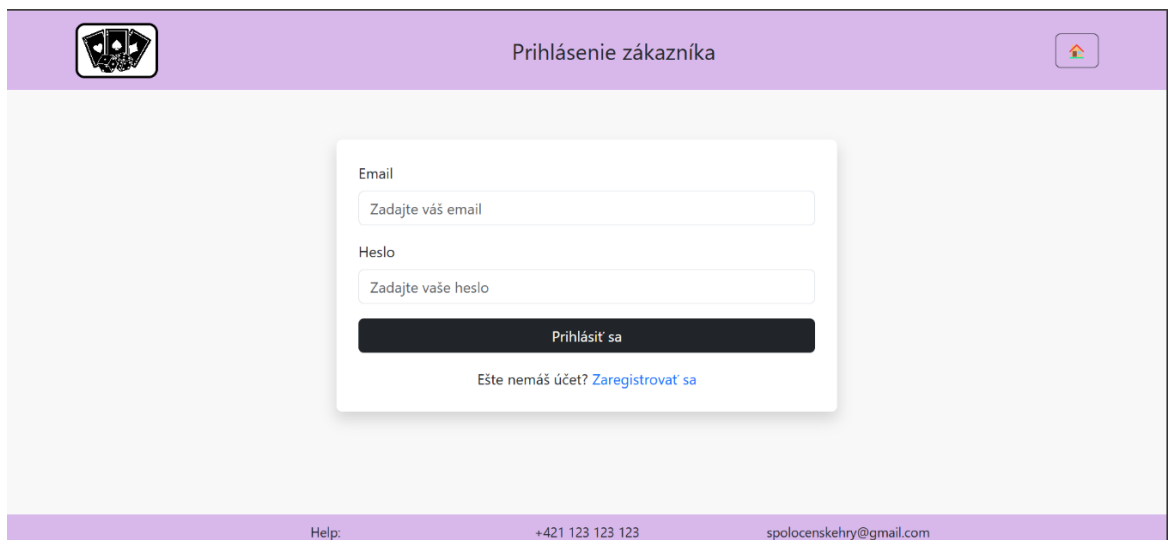 Prihlásenie zákazníka
Email
Zadajte váš email
Heslo
Zadajte vaše heslo
Prihlásiť sa
Ešte nemáš účet? Zaregistrovať sa
Help: +421 123 123 123 spolocenskehry@gmail.com